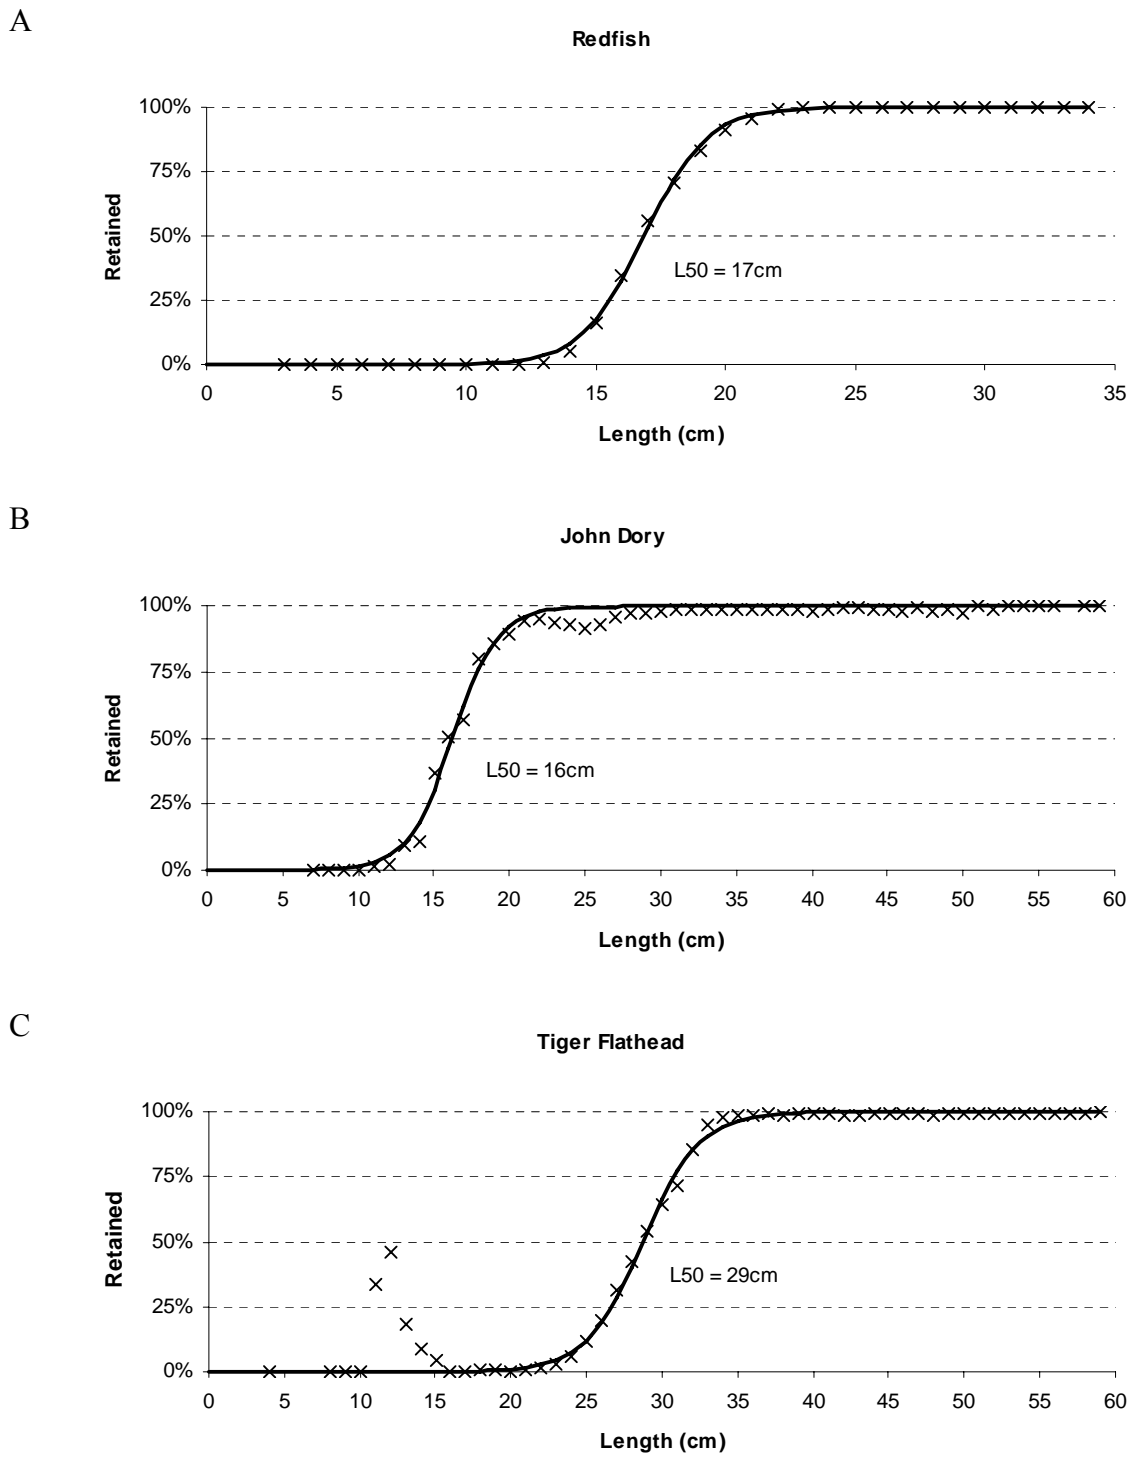 A
Redfish
100%
75%
50%
25%
0%
Retained
L50 = 17cm
0 5 10 15 20 25 30 35
Length (cm)
B
John Dory
100%
75%
50%
25%
0%
Retained
L50 = 16cm
0 5 10 15 20 25 30 35 40 45 50 55 60
Length (cm)
C
Tiger Flathead
100%
75%
50%
25%
0%
Retained
L50 = 29cm
0 5 10 15 20 25 30 35 40 45 50 55 60
Length (cm)